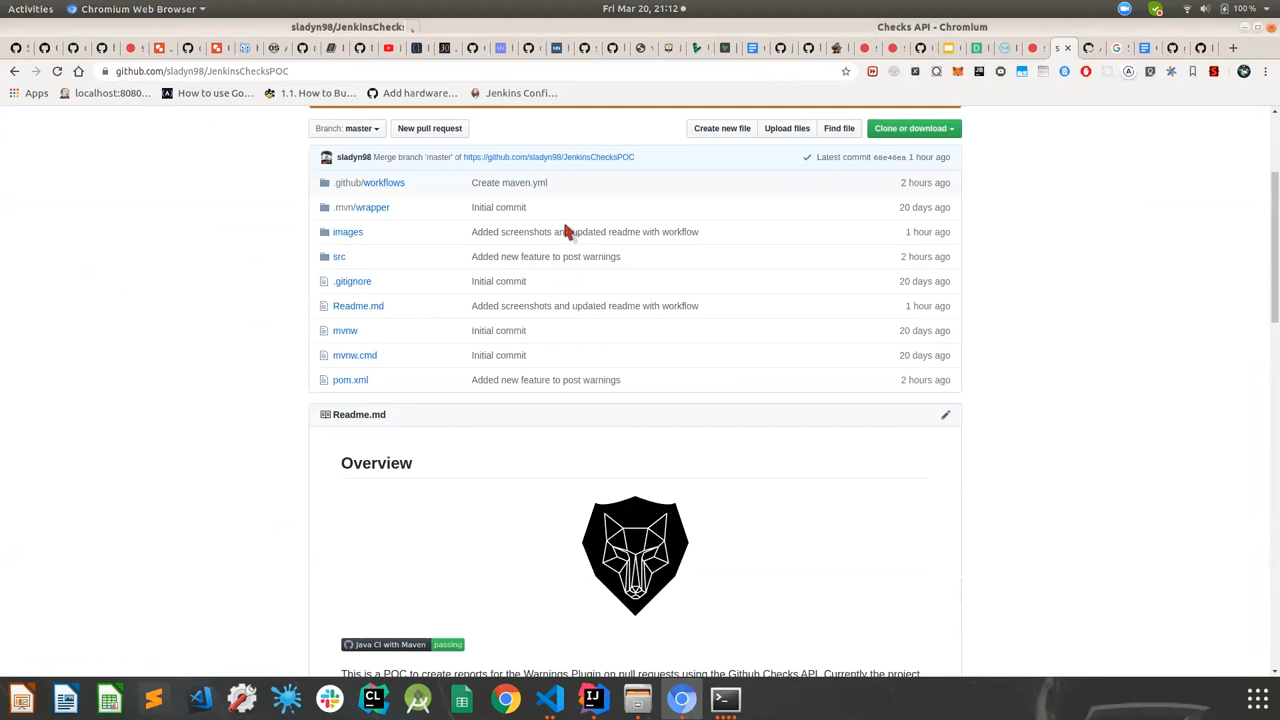 Activities
Chromium Web Browser
Fri Mar 20, 21:12
100 %
sladyn98/JenkinsChecks
Checks API - Chromium
github.com/sladyn98/JenkinsChecksPOC
Apps
localhost:8080...
How to use Go...
1.1. How to Bu...
Add hardware...
Jenkins Confi...
Branch: master
New pull request
Create new file
Upload files
Find file
Clone or download
sladyn98 Merge branch 'master' of https://github.com/sladyn98/JenkinsChecksPOC
Latest commit 68e46ea 1 hour ago
.github/workflows Create maven.yml 2 hours ago
.mvn/wrapper Initial commit 20 days ago
images Added screenshots and updated readme with workflow 1 hour ago
src Added new feature to post warnings 2 hours ago
.gitignore Initial commit 20 days ago
Readme.md Added screenshots and updated readme with workflow 1 hour ago
mvnw Initial commit 20 days ago
mvnw.cmd Initial commit 20 days ago
pom.xml Added new feature to post warnings 2 hours ago
Readme.md
Overview
Java CI with Maven passing
This is a POC to create reports for the Warnings Plugin on pull requests using the Github Checks API. Currently the project